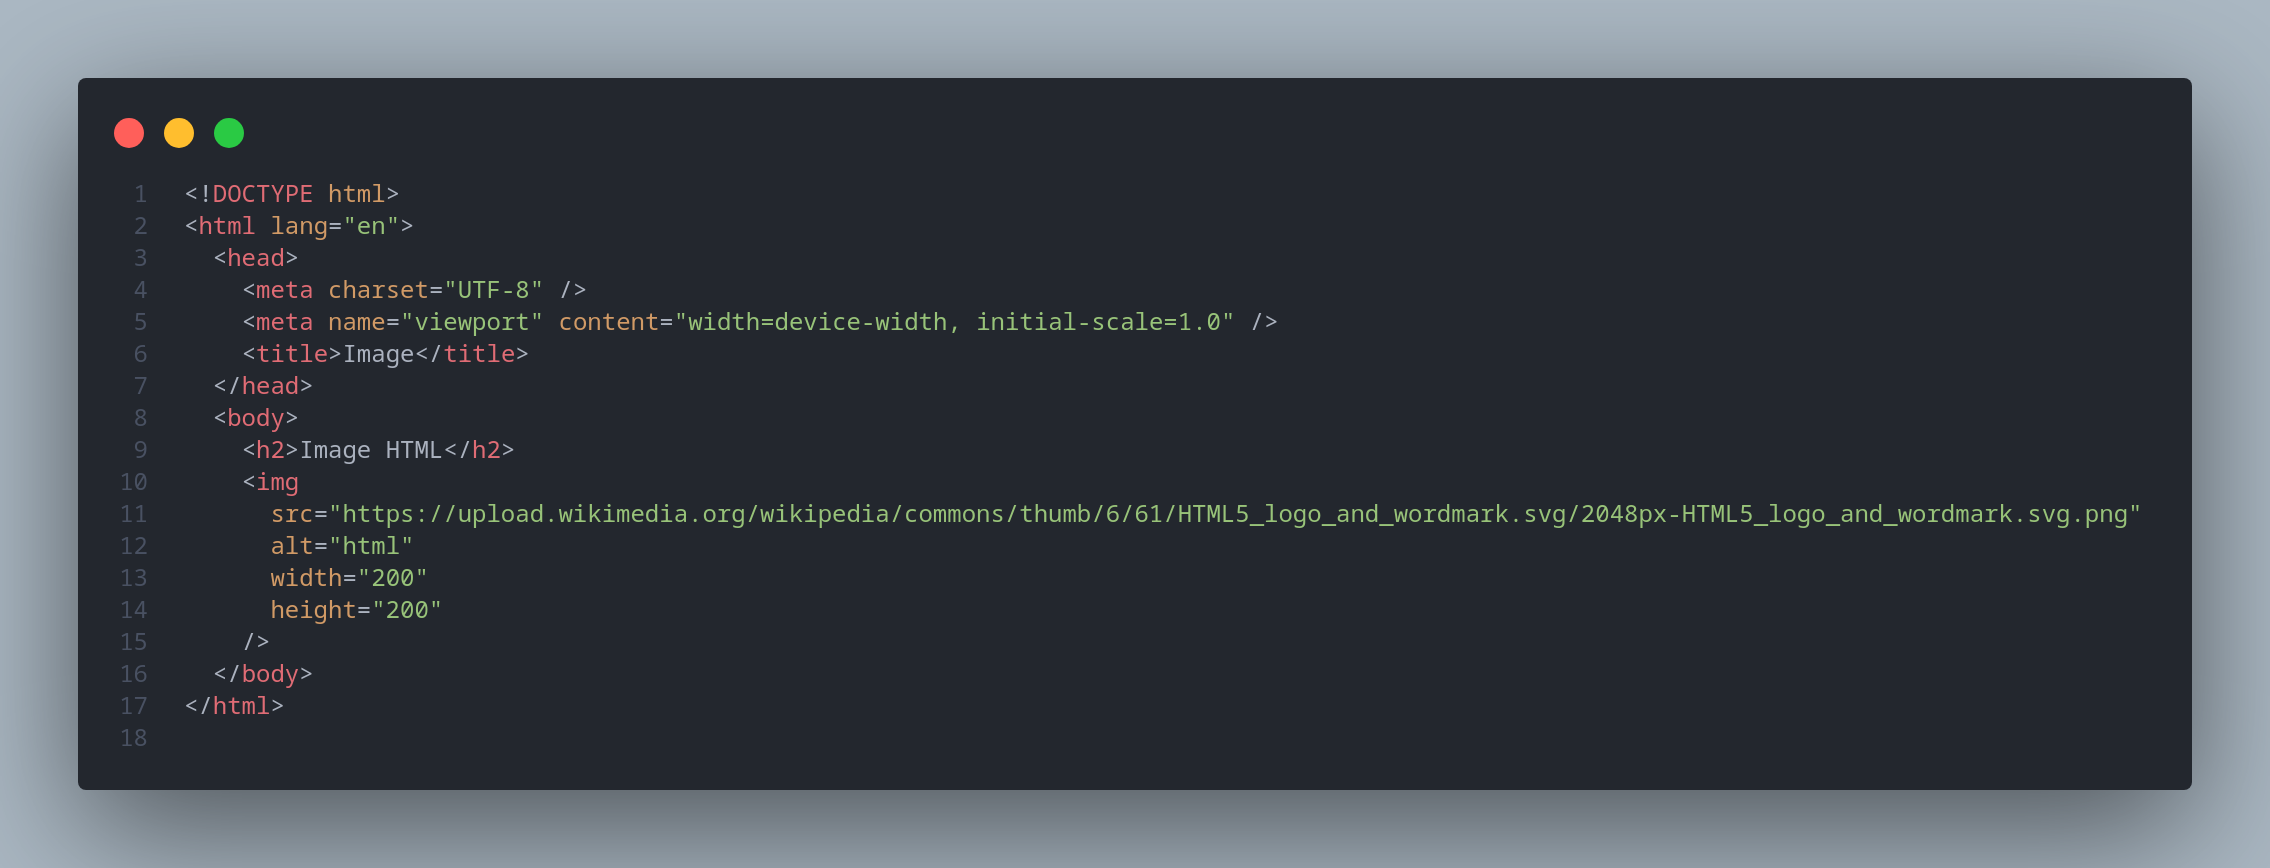 1 <!DOCTYPE html>
2 <html lang="en">
3   <head>
4     <meta charset="UTF-8" />
5     <meta name="viewport" content="width=device-width, initial-scale=1.0" />
6     <title>Image</title>
7   </head>
8   <body>
9     <h2>Image HTML</h2>
10     <img
11       src="https://upload.wikimedia.org/wikipedia/commons/thumb/6/61/HTML5_logo_and_wordmark.svg/2048px-HTML5_logo_and_wordmark.svg.png"
12       alt="html"
13       width="200"
14       height="200"
15     />
16   </body>
17 </html>
18